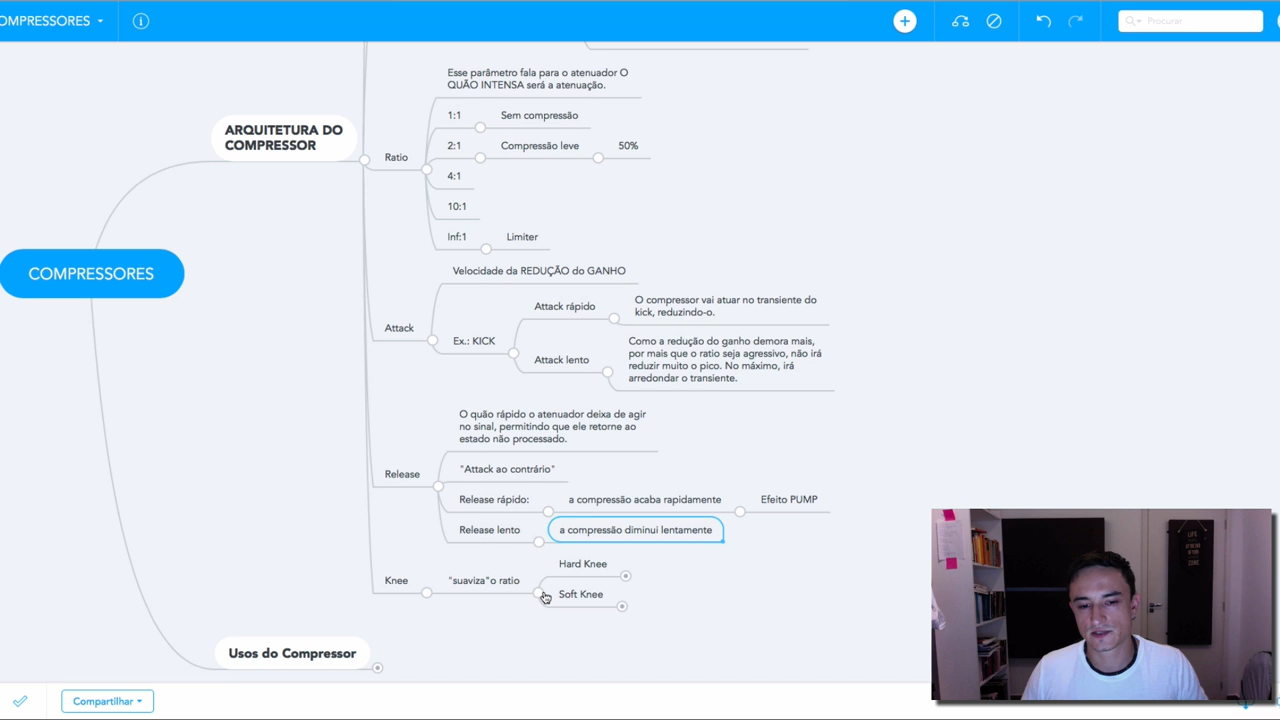 OMPRESSORES
Procurar
Esse parâmetro fala para o atenuador O
QUÃO INTENSA será a atenuação.
ARQUITETURA DO
COMPRESSOR
1:1
Sem compressão
2:1
Compressão leve
50%
Ratio
4:1
10:1
Inf:1
Limiter
COMPRESSORES
Velocidade da REDUÇÃO do GANHO
Attack
Ex.: KICK
Attack rápido
O compressor vai atuar no transiente do
kick, reduzindo-o.
Attack lento
Como a redução do ganho demora mais,
por mais que o ratio seja agressivo, não irá
reduzir muito o pico. No máximo, irá
arredondar o transiente.
Release
O quão rápido o atenuador deixa de agir
no sinal, permitindo que ele retorne ao
estado não processado.
"Attack ao contrário"
Release rápido:
a compressão acaba rapidamente
Efeito PUMP
Release lento
a compressão diminui lentamente
Knee
"suaviza"o ratio
Hard Knee
Soft Knee
Usos do Compressor
Compartilhar
LIFE